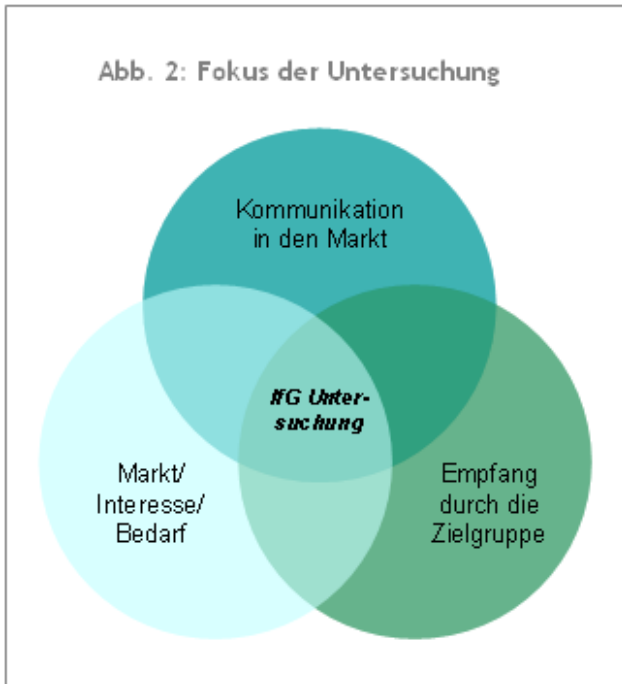 Abb. 2: Fokus der Untersuchung
Kommunikation
in den Markt
IfG Unter-
suchung
Markt/
Interesse/
Bedarf
Empfang
durch die
Zielgruppe